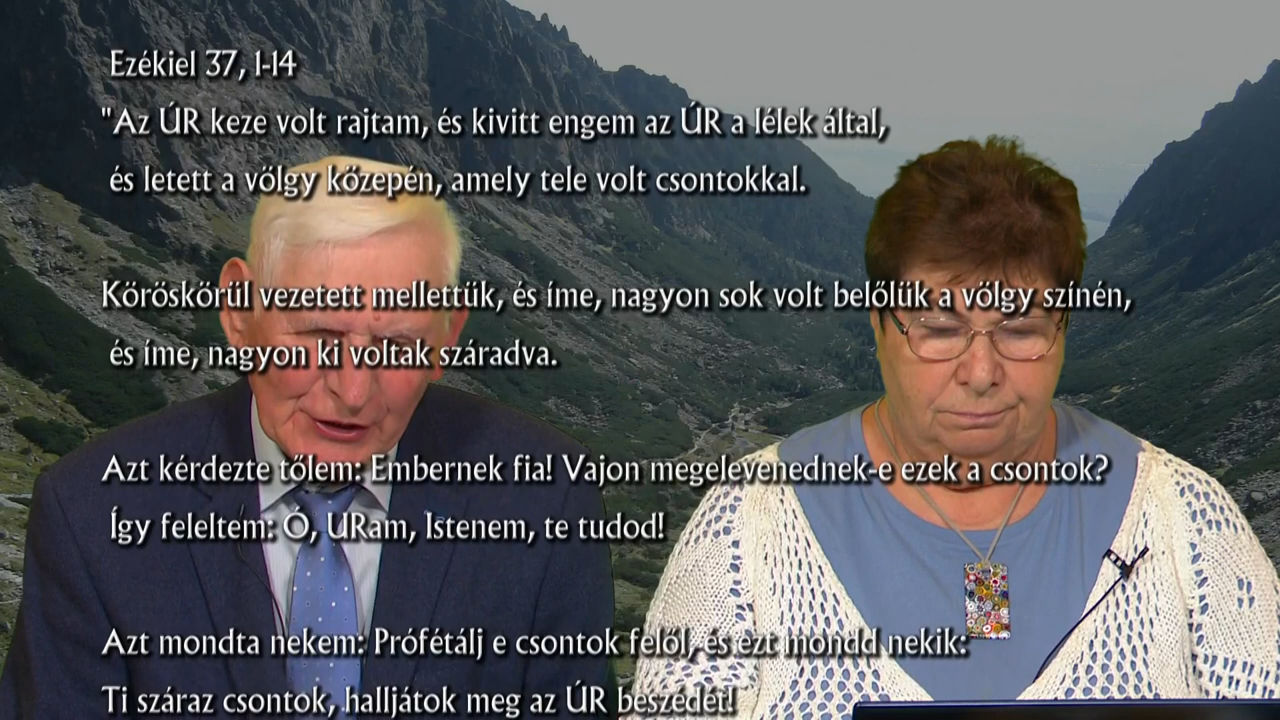 Ezékiel 37, 1-14
"Az ÚR keze volt rajtam, és kivitt engem az ÚR a lélek által,
és letett a völgy közepén, amely tele volt csontokkal.
Köröskörül vezetett mellettük, és íme, nagyon sok volt belőlük a völgy színén,
és íme, nagyon ki voltak száradva.
Azt kérdezte tőlem: Embernek fia! Vajon megelevenednek-e ezek a csontok?
Így feleltem: Ó, URam, Istenem, te tudod!
Azt mondta nekem: Prófétálj e csontok felől, és ezt mondd nekik:
Ti száraz csontok, halljátok meg az ÚR beszédét!